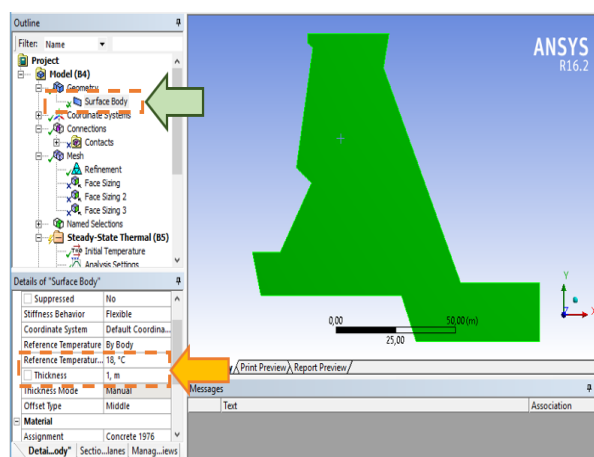 Outline
Filter: Name
Project
Model (B4)
Geometry
Surface Body
Coordinate Systems
Connections
Contacts
Mesh
Refinement
Face Sizing
Face Sizing 2
Face Sizing 3
Named Selections
Steady-State Thermal (B5)
Initial Temperature
Analysis Settings
Details of "Surface Body"
Suppressed No
Stiffness Behavior Flexible
Coordinate System Default Coordina...
Reference Temperature By Body
Reference Temperatur... 18, °C
Thickness 1, m
Thickness Mode Manual
Offset Type Middle
Material
Assignment Concrete 1976
Detai...ody" Sectio...lanes Manag...iews
ANSYS
R16.2
0,00 50,00 (m)
25,00
Y
X
Print Preview Report Preview
Messages
Text Association